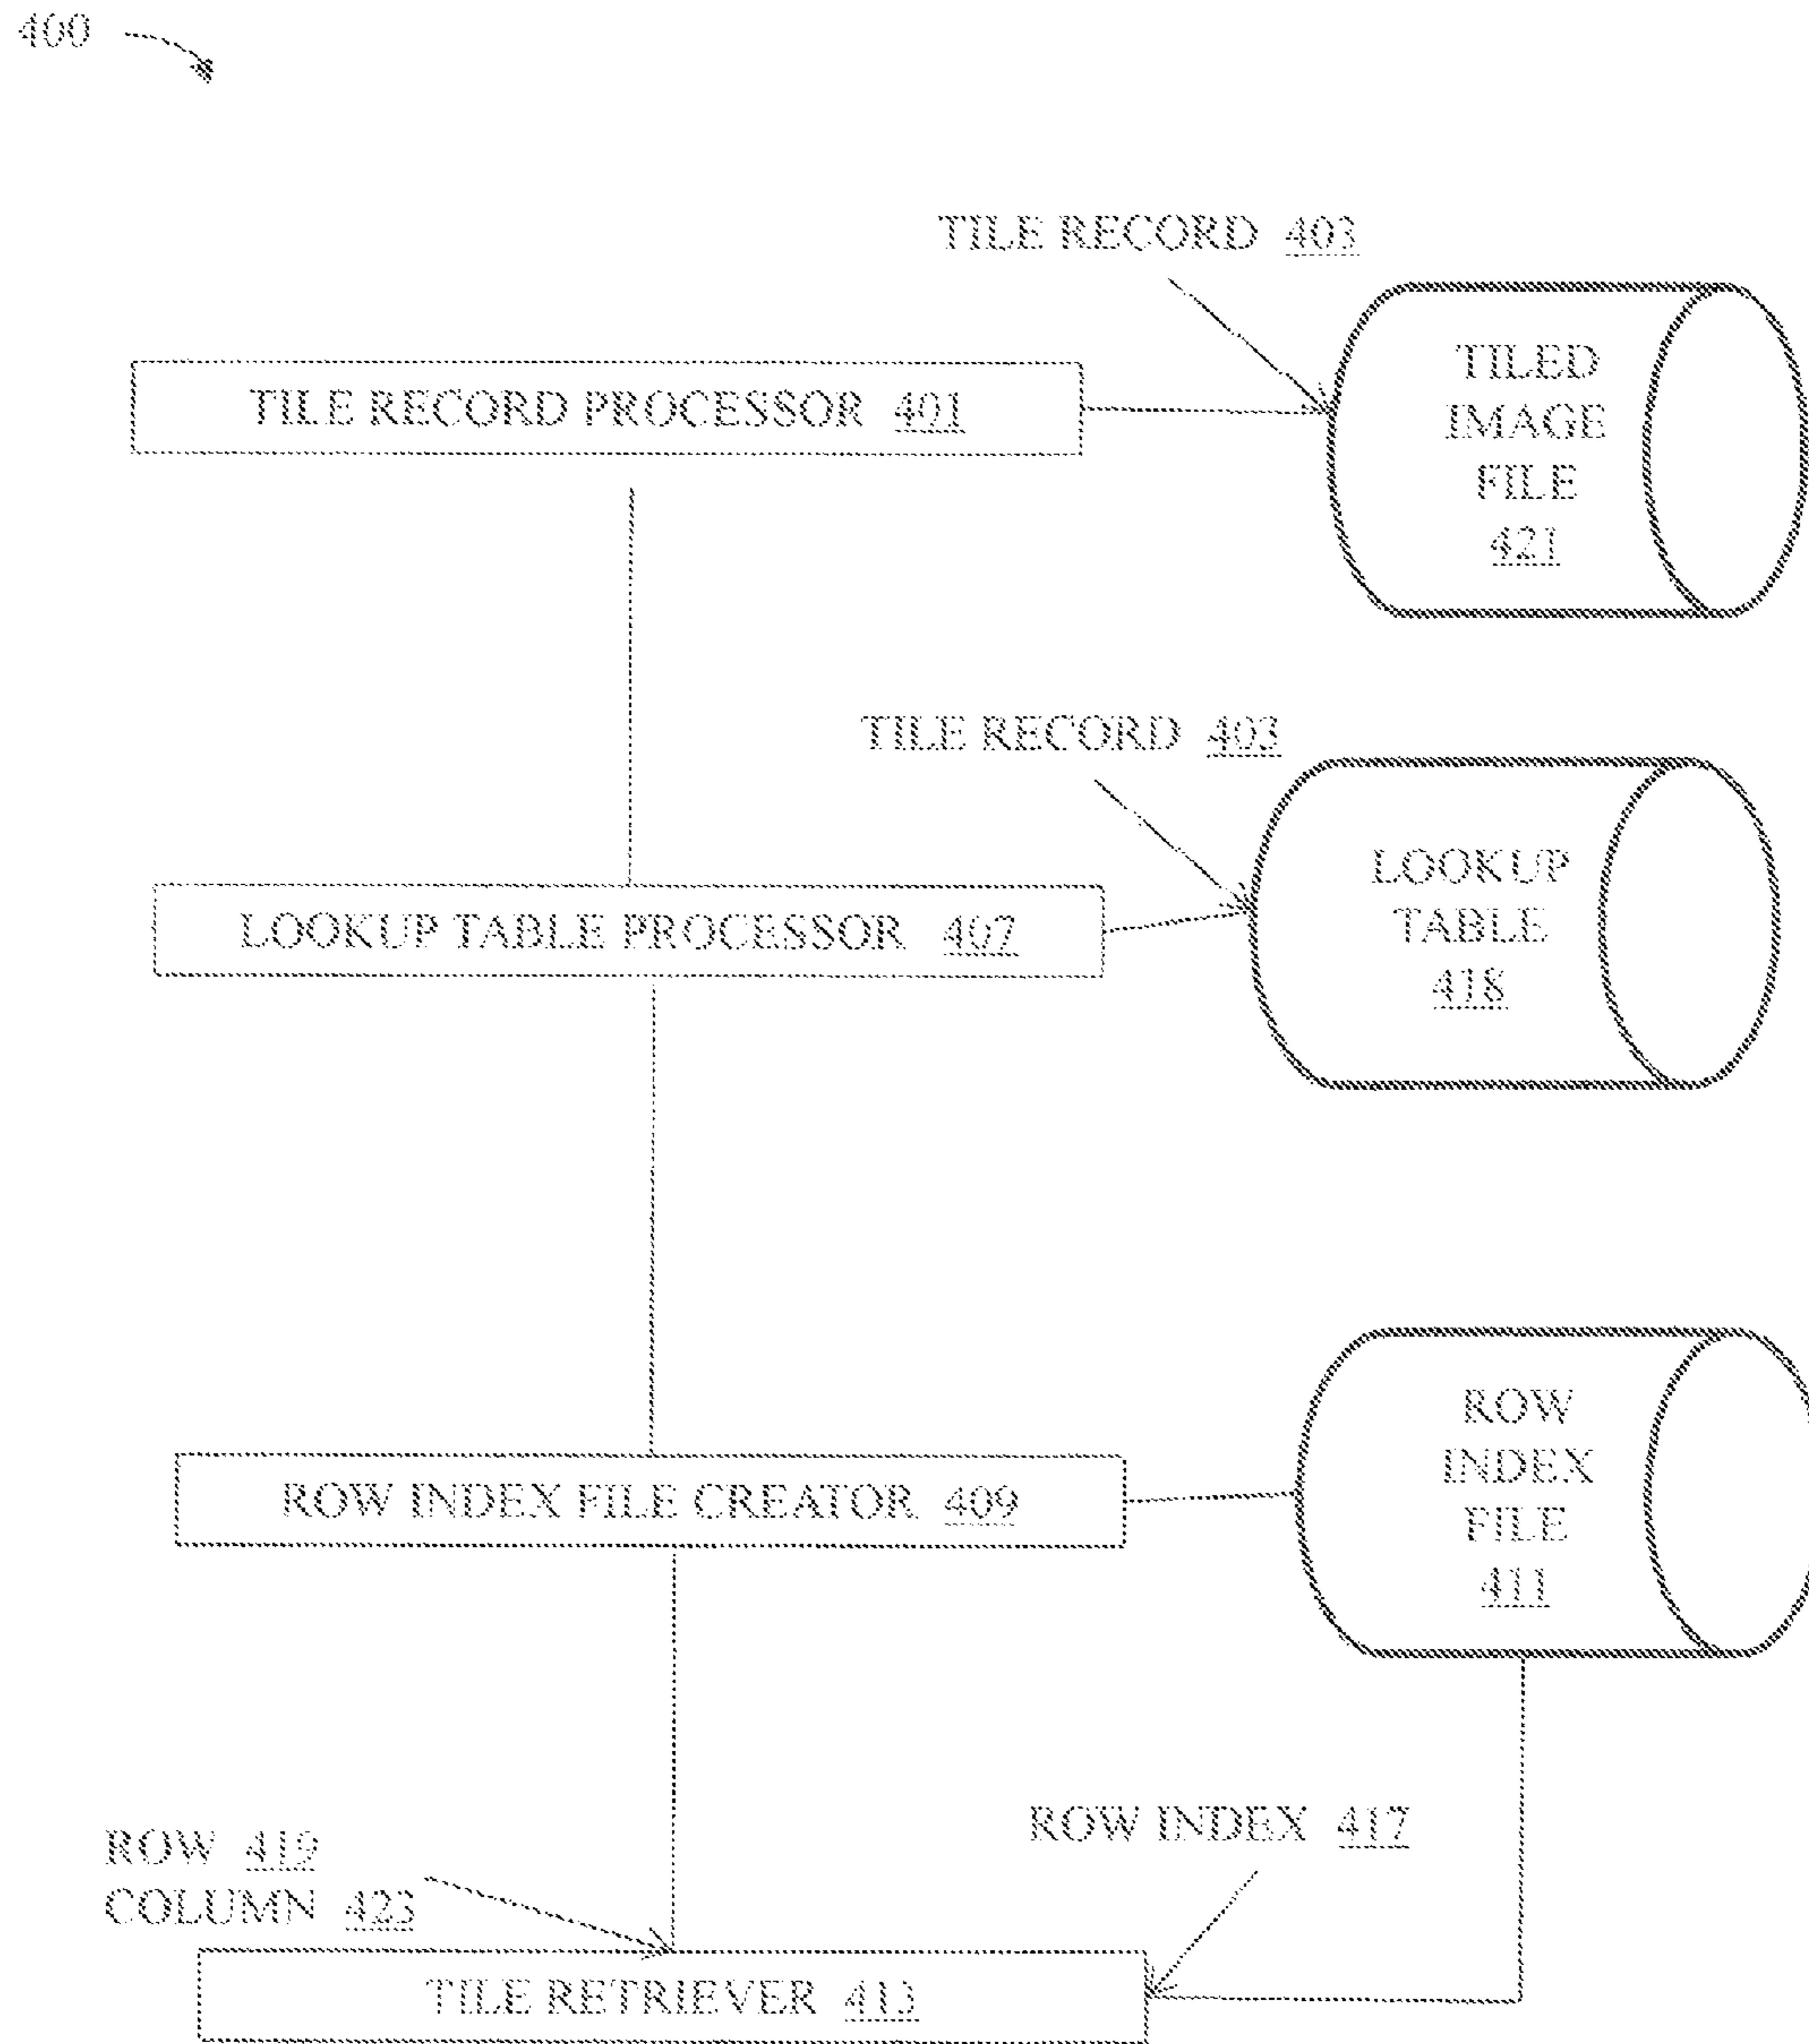 400
TILE RECORD 403
TILE RECORD PROCESSOR 401
TILED
IMAGE
FILE
421
TILE RECORD 403
LOOKUP TABLE PROCESSOR 407
LOOKUP
TABLE
418
ROW INDEX FILE CREATOR 409
ROW
INDEX
FILE
411
ROW INDEX 417
ROW 419
COLUMN 423
TILE RETRIEVER 413